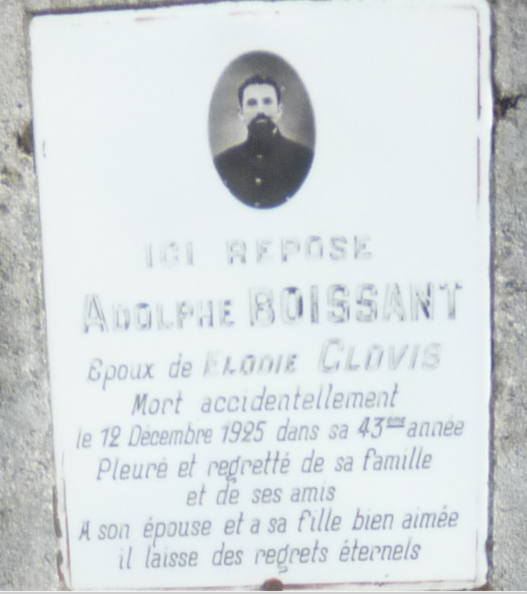 ICI REPOSE
ADOLPHE BOISSANT
Epoux de ELODIE CLOVIS
Mort accidentellement
le 12 Décembre 1925 dans sa 43ème année
Pleuré et regretté de sa famille
et de ses amis
A son épouse et a sa fille bien aimée
il laisse des regrets éternels